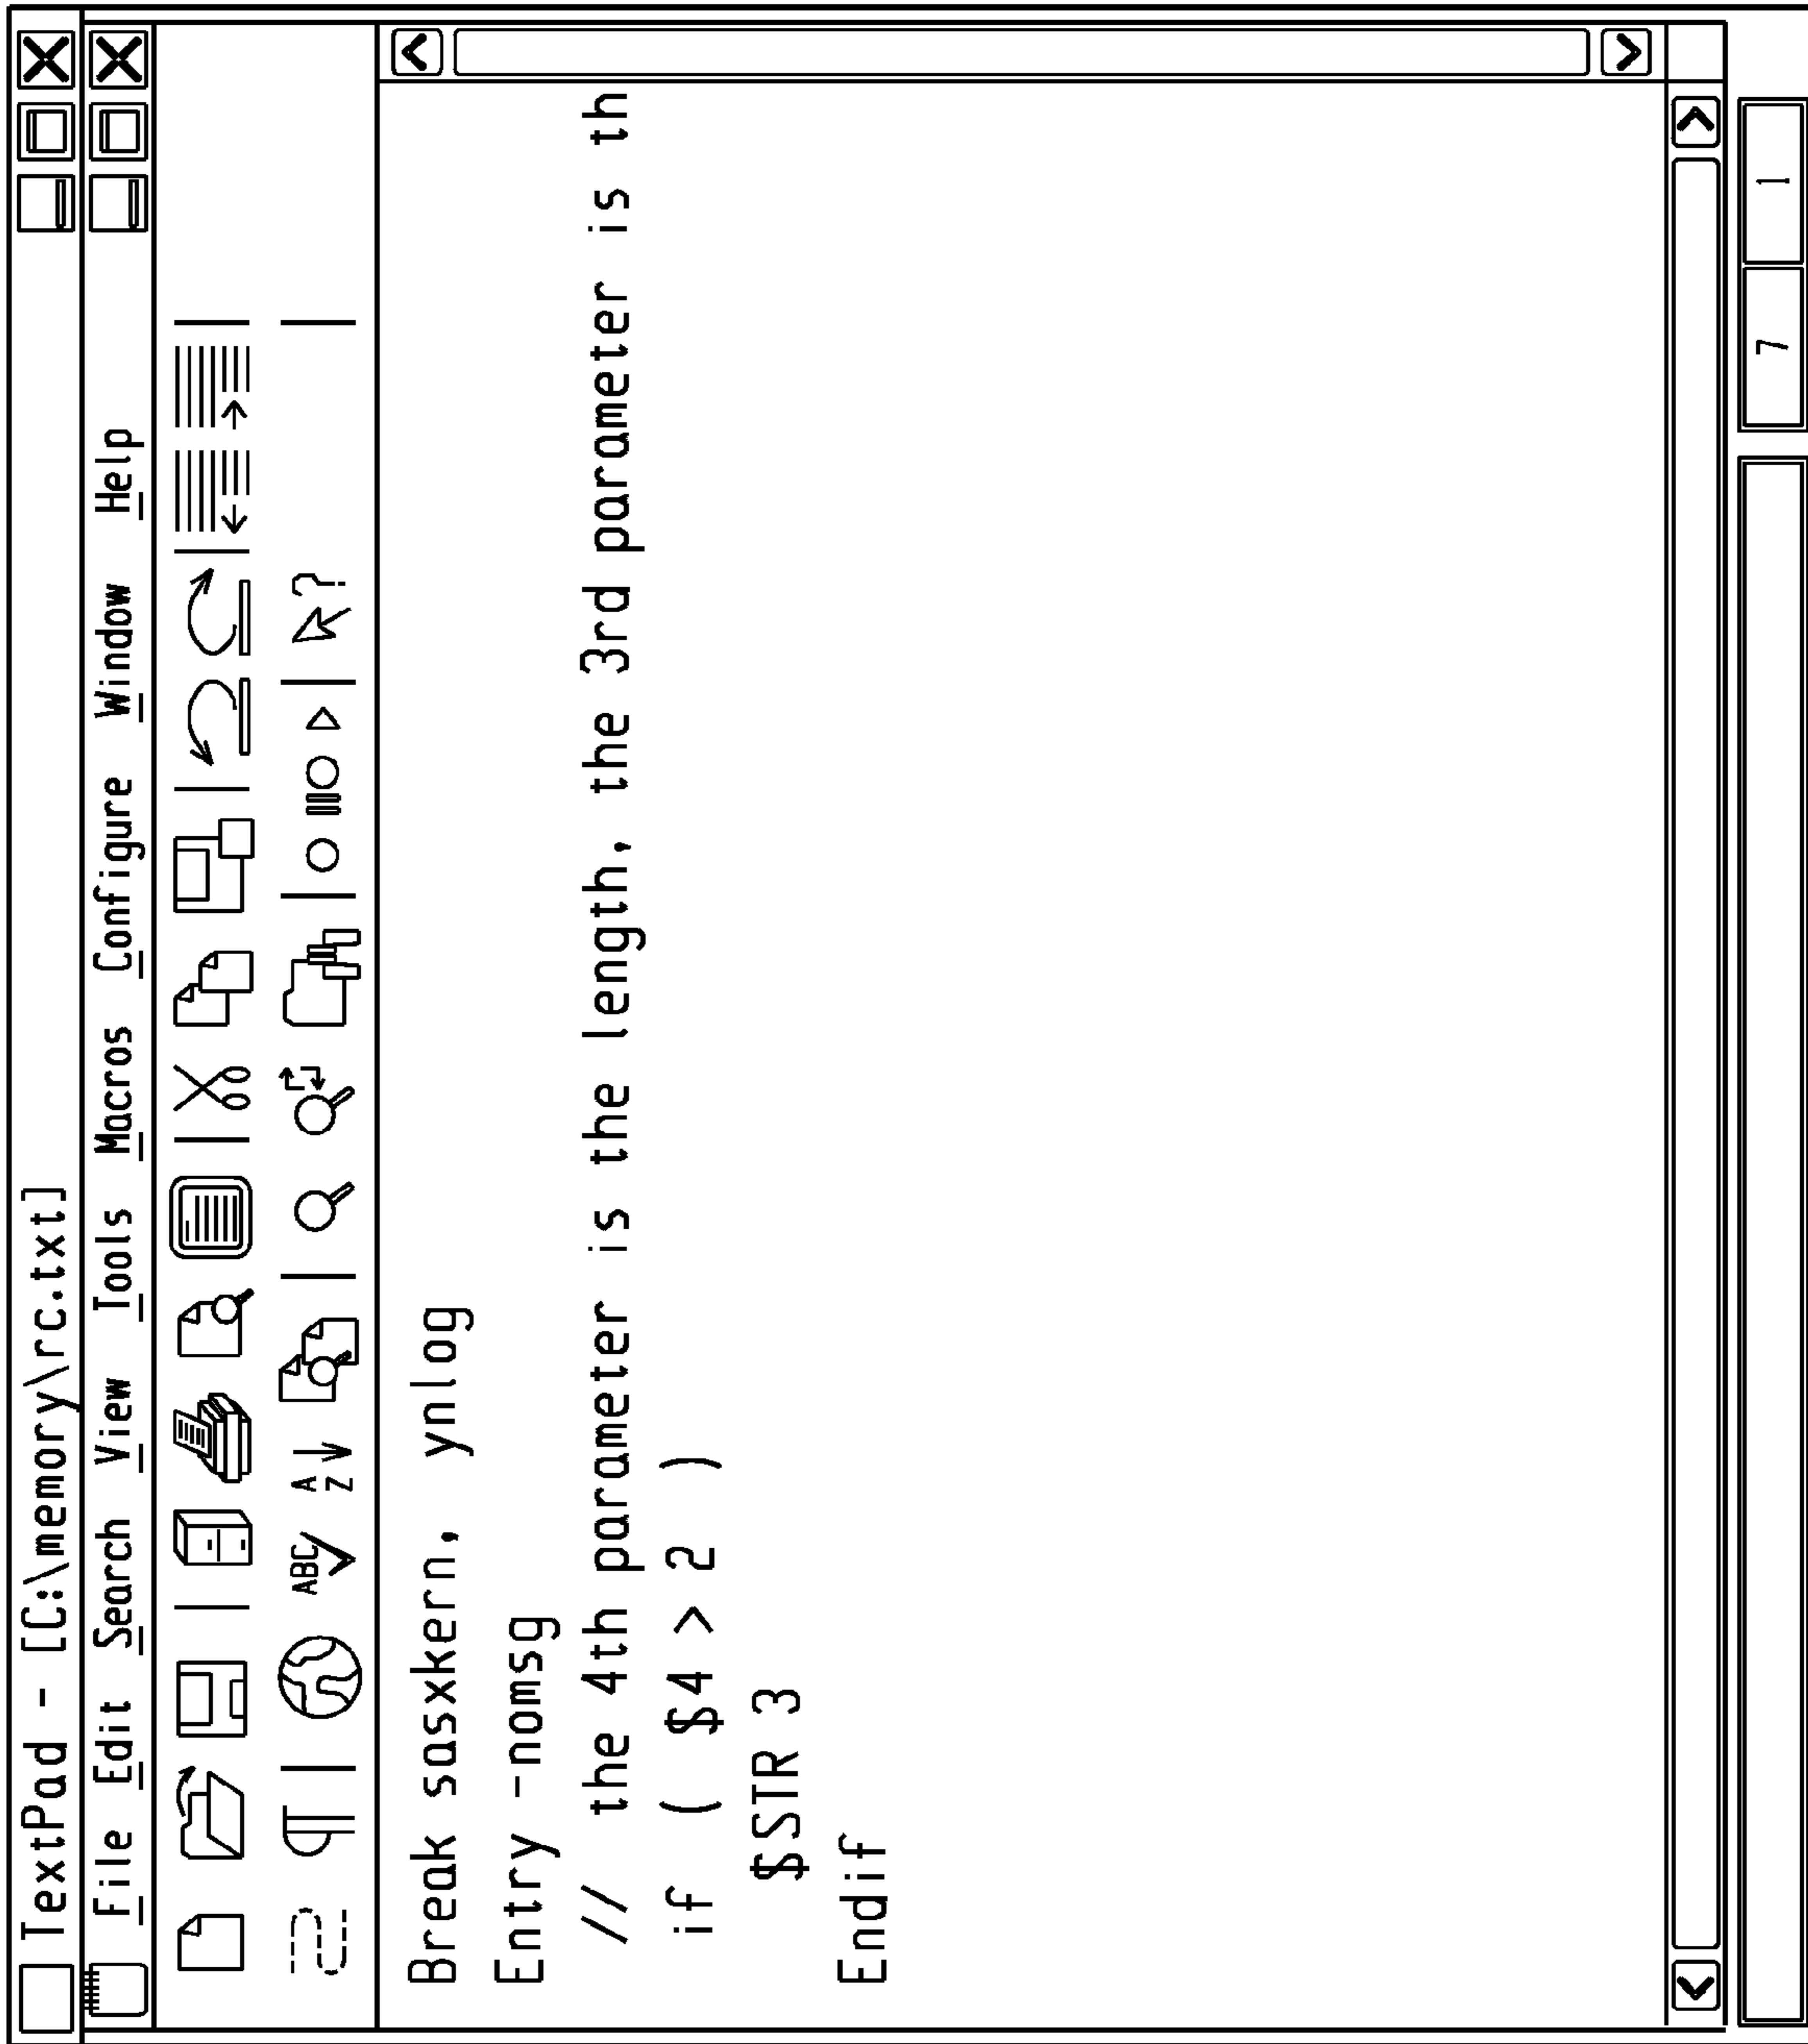 TextPad - [C:\memory\rc.txt]
File Edit Search View Tools Macros Configure Window Help
ABC
A
Z
?
Break sasxkern, ynlog
Entry -nomsg
// the 4th parameter is the length, the 3rd parameter is th
if ( $4 > 2 )
$STR 3
Endif
7 1